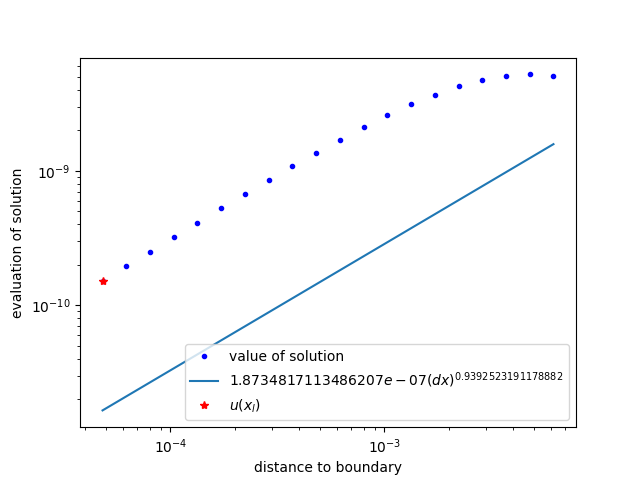 evaluation of solution
10⁻⁹
10⁻¹⁰
value of solution
1.8734817113486207e − 07(dx)^0.9392523191178882
u(x_l)
10⁻⁴ 10⁻³
distance to boundary